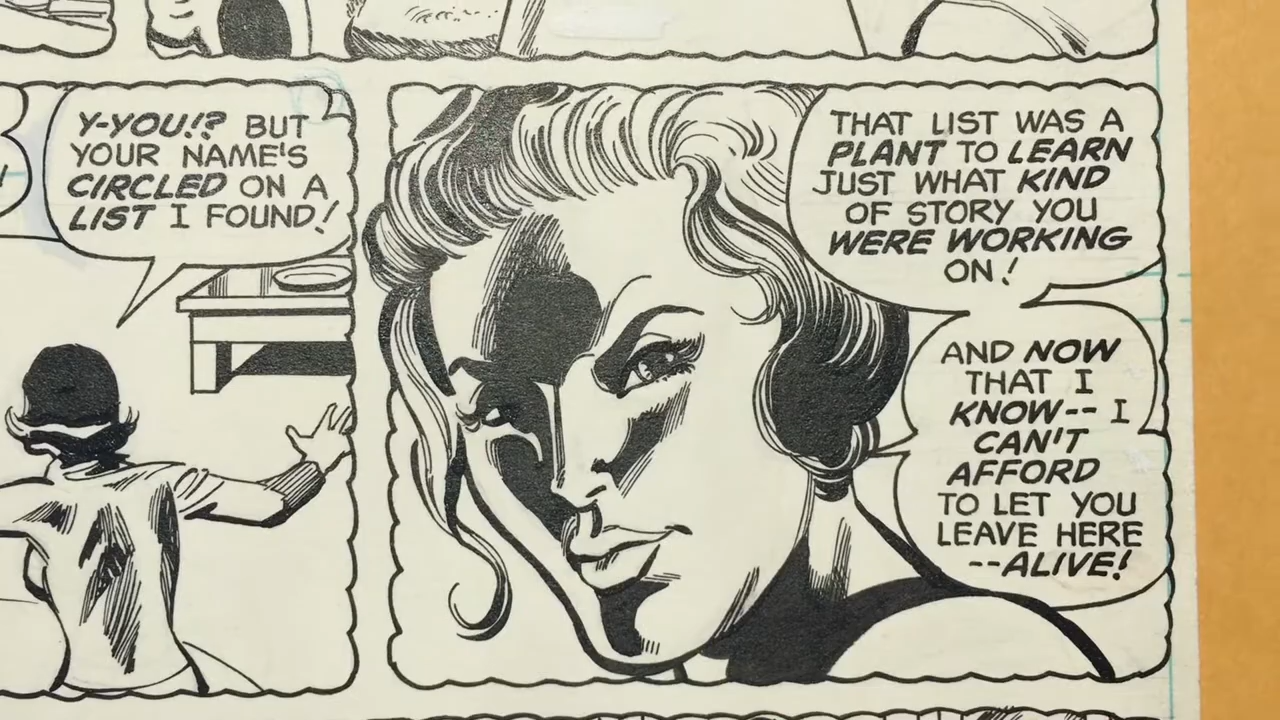 Y-YOU!? BUT
YOUR NAME'S
CIRCLED ON A
LIST I FOUND!
THAT LIST WAS A
PLANT TO LEARN
JUST WHAT KIND
OF STORY YOU
WERE WORKING
ON!
AND NOW
THAT I
KNOW-- I
CAN'T
AFFORD
TO LET YOU
LEAVE HERE
--ALIVE!